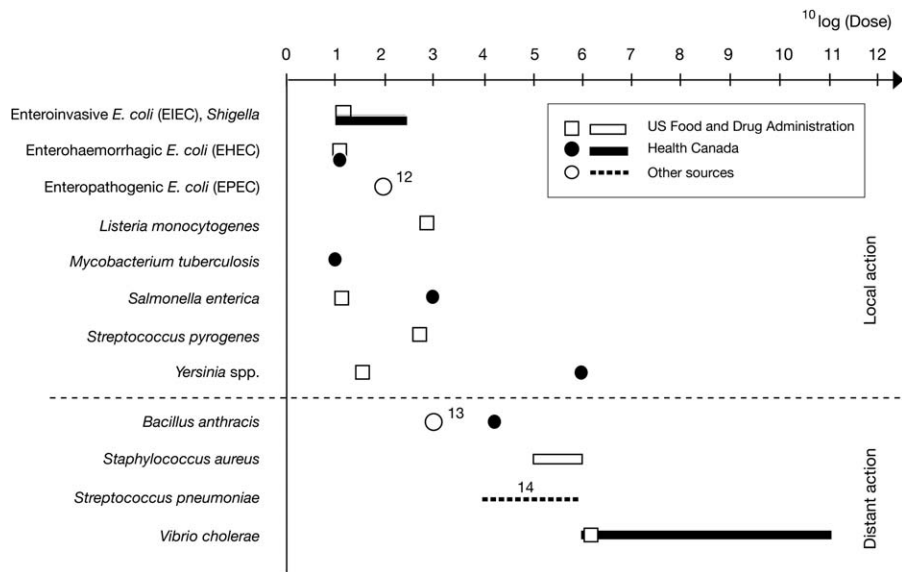 10 log (Dose)
0 1 2 3 4 5 6 7 8 9 10 11 12
Enteroinvasive E. coli (EIEC), Shigella
US Food and Drug Administration
Enterohaemorrhagic E. coli (EHEC)
Health Canada
Enteropathogenic E. coli (EPEC)
12
Other sources
Listeria monocytogenes
Mycobacterium tuberculosis
Salmonella enterica
Streptococcus pyrogenes
Yersinia spp.
Local action
Bacillus anthracis
13
Staphylococcus aureus
Streptococcus pneumoniae
14
Vibrio cholerae
Distant action